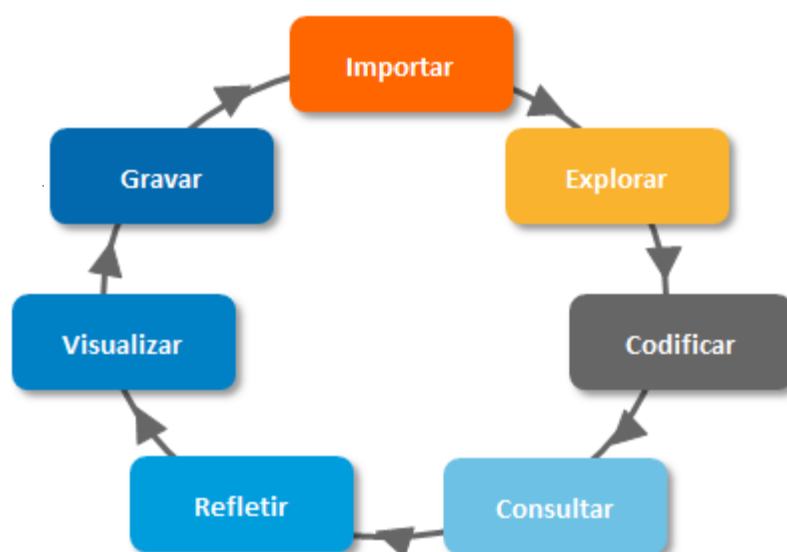 Importar
Explorar
Codificar
Consultar
Refletir
Visualizar
Gravar